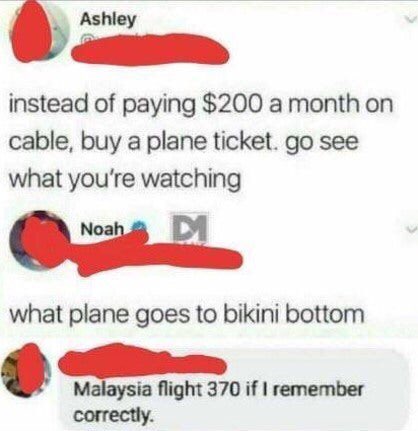 Ashley
instead of paying $200 a month on
cable, buy a plane ticket. go see
what you're watching
Noah
DM
what plane goes to bikini bottom
Malaysia flight 370 if I remember
correctly.